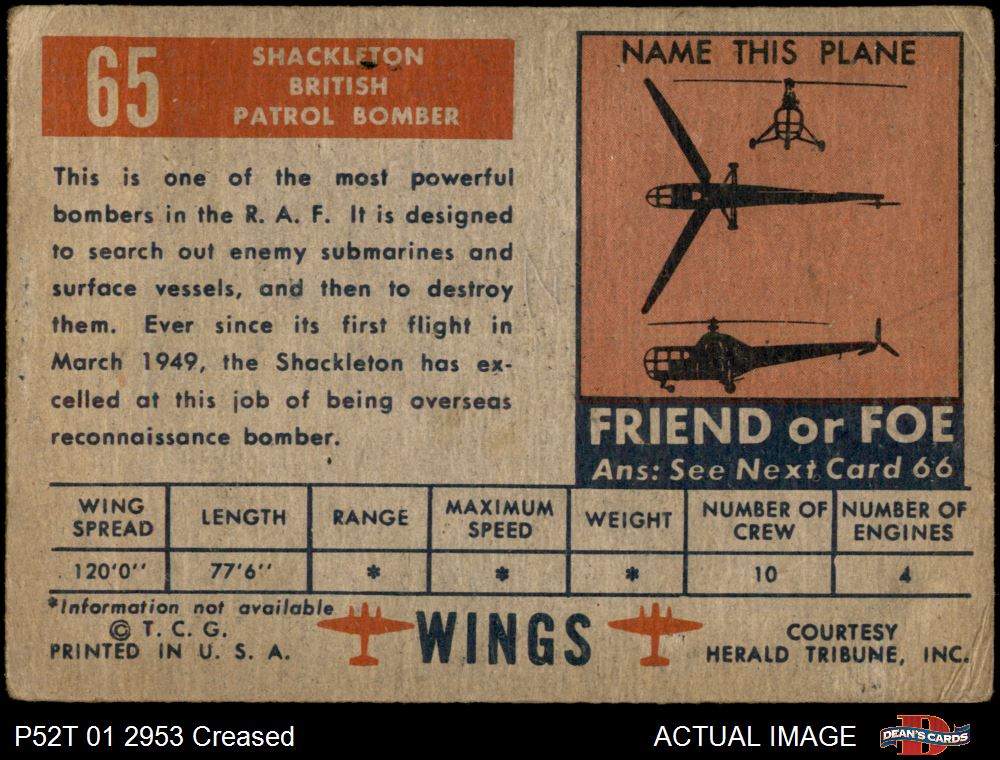 65
SHACKLETON
BRITISH
PATROL BOMBER
This is one of the most powerful
bombers in the R. A. F. It is designed
to search out enemy submarines and
surface vessels, and then to destroy
them. Ever since its first flight in
March 1949, the Shackleton has ex-
celled at this job of being overseas
reconnaissance bomber.
NAME THIS PLANE
FRIEND or FOE
Ans: See Next Card 66
WING SPREAD
LENGTH
RANGE
MAXIMUM SPEED
WEIGHT
NUMBER OF CREW
NUMBER OF ENGINES
120'0''
77'6''
*
*
*
10
4
*Information not available
© T. C. G.
PRINTED IN U. S. A.
WINGS
COURTESY
HERALD TRIBUNE, INC.
P52T 01 2953 Creased
ACTUAL IMAGE
D
DEAN'S CARDS